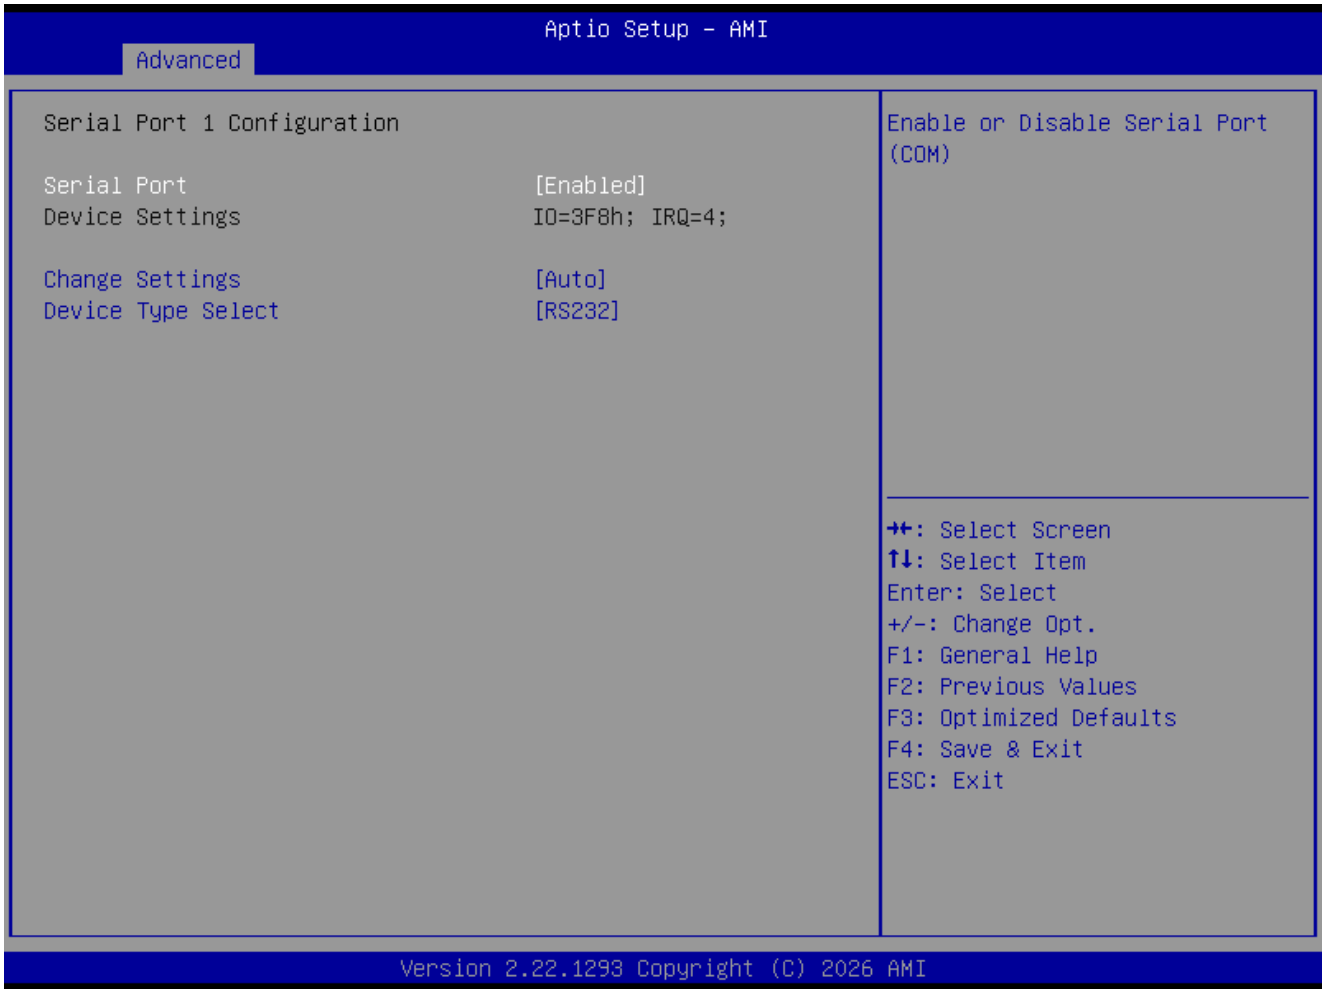 Aptio Setup - AMI
Advanced
Serial Port 1 Configuration
Serial Port [Enabled]
Device Settings IO=3F8h; IRQ=4;
Change Settings [Auto]
Device Type Select [RS232]
Enable or Disable Serial Port
(COM)
→←: Select Screen
↑↓: Select Item
Enter: Select
+/-: Change Opt.
F1: General Help
F2: Previous Values
F3: Optimized Defaults
F4: Save & Exit
ESC: Exit
Version 2.22.1293 Copyright (C) 2026 AMI